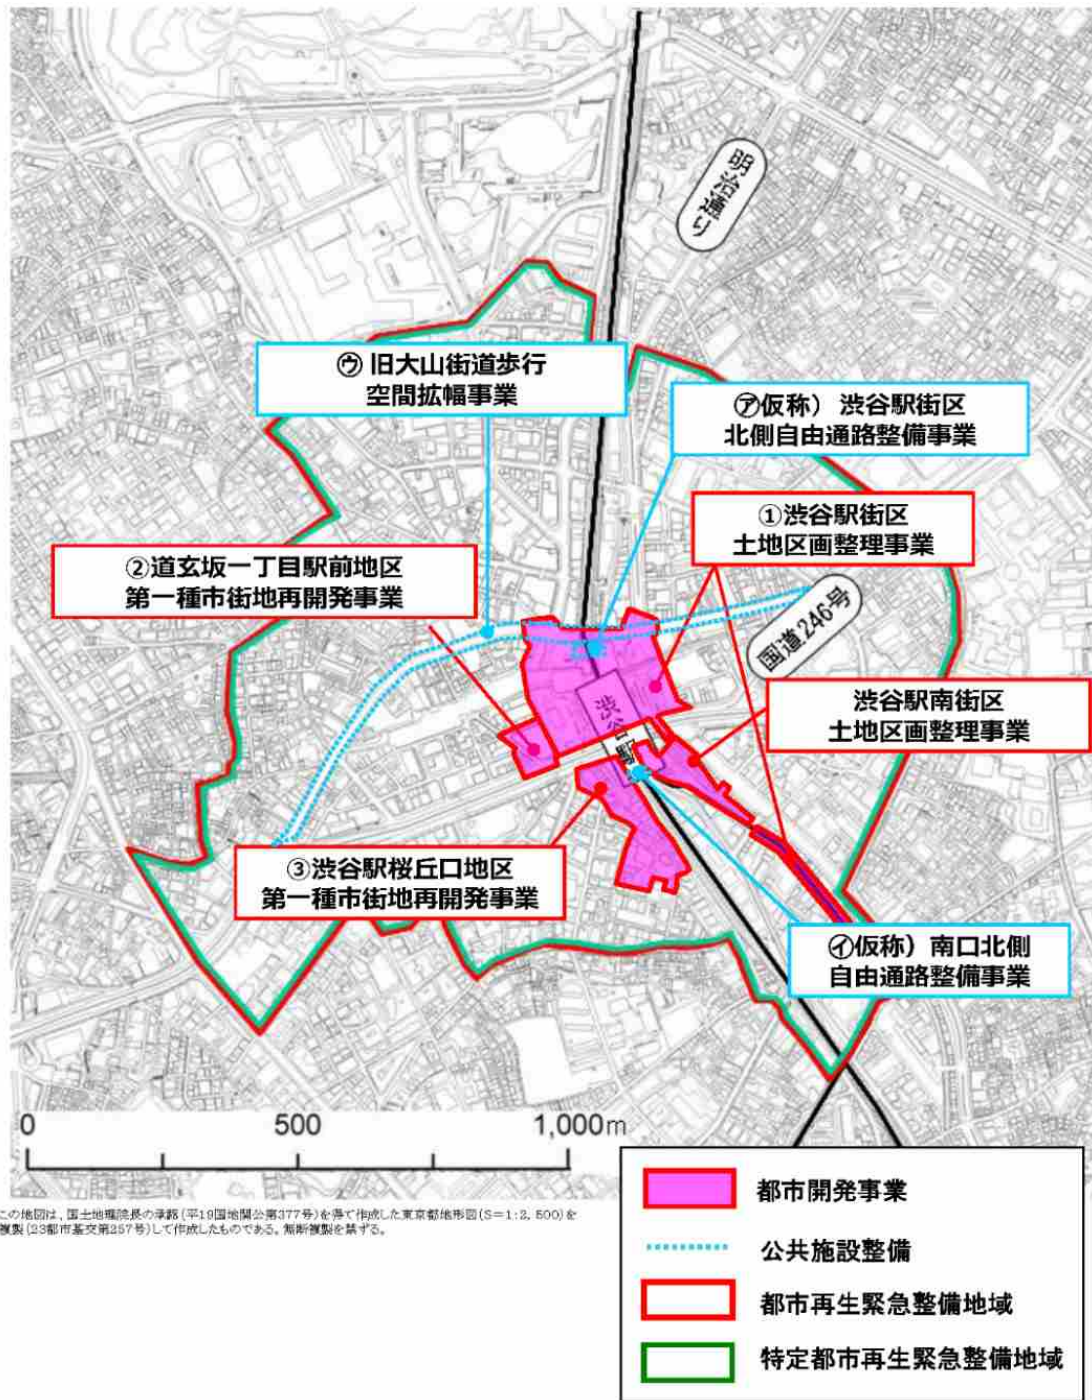 明治通り
㋒ 旧大山街道歩行
空間拡幅事業
㋐仮称） 渋谷駅街区
北側自由通路整備事業
①渋谷駅街区
土地区画整理事業
②道玄坂一丁目駅前地区
第一種市街地再開発事業
国道246号
渋谷駅南街区
土地区画整理事業
渋谷駅
③渋谷駅桜丘口地区
第一種市街地再開発事業
㋑仮称）南口北側
自由通路整備事業
0 500 1,000m
この地図は、国土地理院長の承認(平19国地関公第377号)を得て作成した東京都地形図(S=1:2,500)を
複製(23都市基交第257号)して作成したものである。無断複製を禁ずる。
都市開発事業
公共施設整備
都市再生緊急整備地域
特定都市再生緊急整備地域